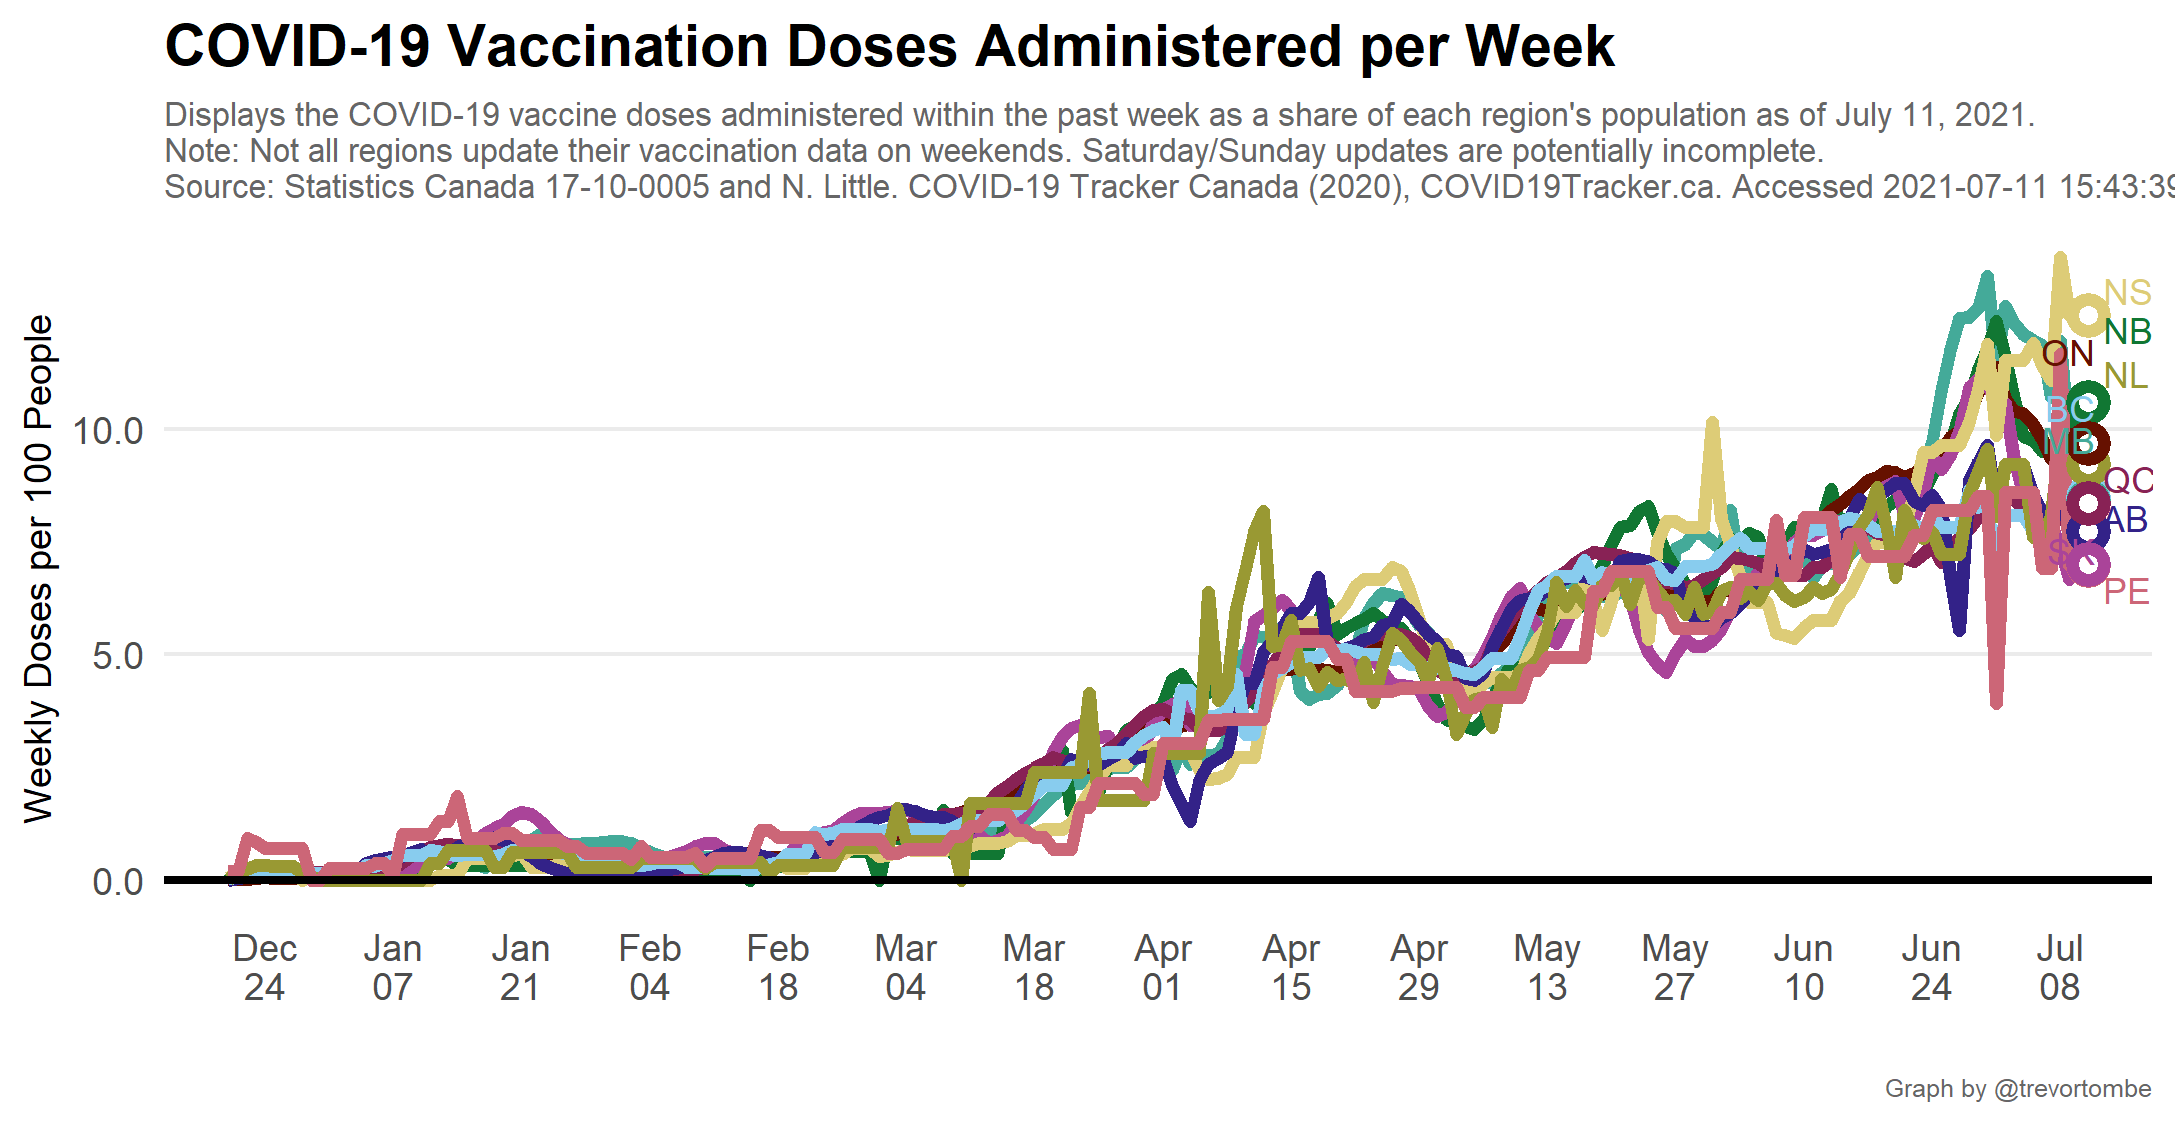 COVID-19 Vaccination Doses Administered per Week
Displays the COVID-19 vaccine doses administered within the past week as a share of each region's population as of July 11, 2021.
Note: Not all regions update their vaccination data on weekends. Saturday/Sunday updates are potentially incomplete.
Source: Statistics Canada 17-10-0005 and N. Little. COVID-19 Tracker Canada (2020), COVID19Tracker.ca. Accessed 2021-07-11 15:43:39
Weekly Doses per 100 People
10.0
5.0
0.0
NS
NB
ON
NL
BC
MB
QC
AB
SK
PE
Dec 24
Jan 07
Jan 21
Feb 04
Feb 18
Mar 04
Mar 18
Apr 01
Apr 15
Apr 29
May 13
May 27
Jun 10
Jun 24
Jul 08
Graph by @trevortombe